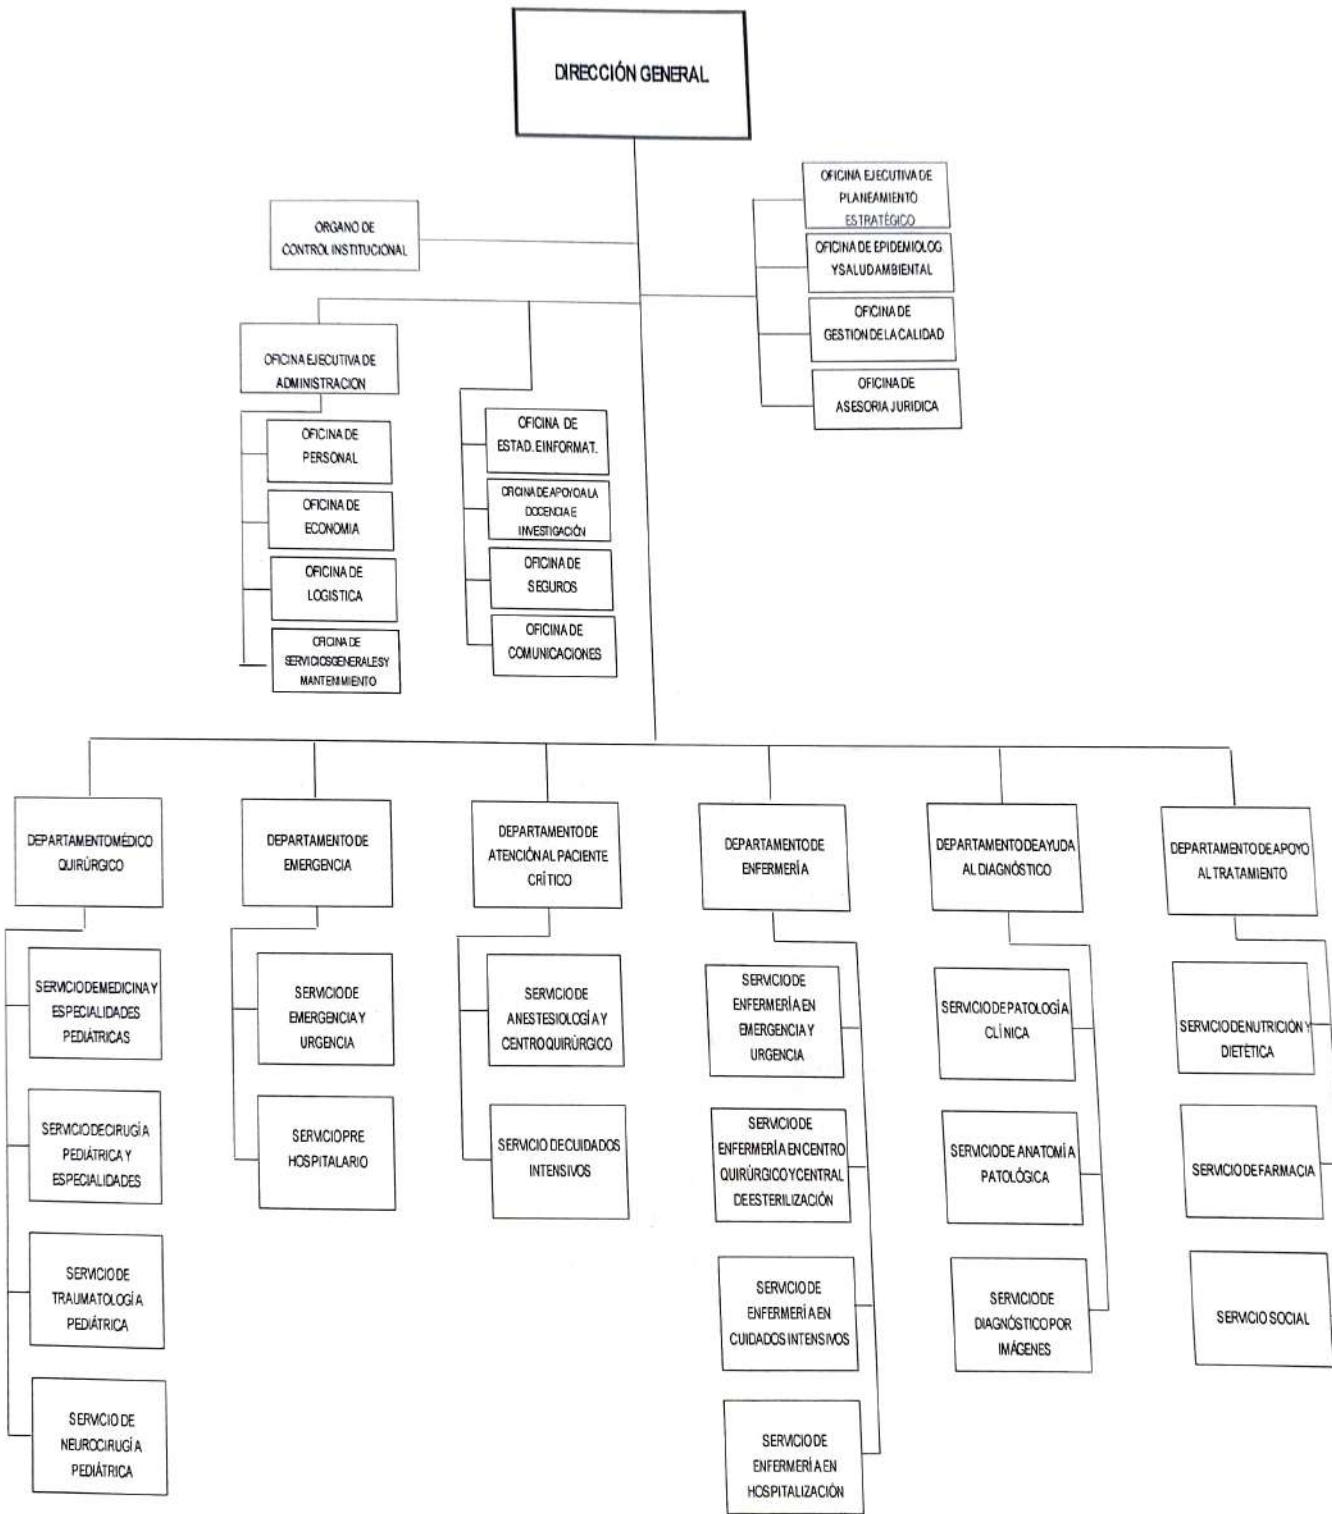 DIRECCIÓN GENERAL
ORGANO DE
CONTROL INSTITUCIONAL
OFICINA EJECUTIVA DE
PLANEAMIENTO
ESTRATÉGICO
OFICINA DE EPIDEMIOLOG.
Y SALUD AMBIENTAL
OFICINA DE
GESTION DE LA CALIDAD
OFICINA DE
ASESORIA JURIDICA
OFICINA EJECUTIVA DE
ADMINISTRACION
OFICINA DE
PERSONAL
OFICINA DE
ECONOMIA
OFICINA DE
LOGISTICA
OFICINA DE
SERVICIOS GENERALES Y
MANTENIMIENTO
OFICINA DE
ESTAD. E INFORMAT.
OFICINA DE APOYO A LA
DOCENCIA E
INVESTIGACIÓN
OFICINA DE
SEGUROS
OFICINA DE
COMUNICACIONES
DEPARTAMENTO MÉDICO
QUIRÚRGICO
SERVICIO DE MEDICINA Y
ESPECIALIDADES
PEDIÁTRICAS
SERVICIO DE CIRUGÍA
PEDIÁTRICA Y
ESPECIALIDADES
SERVICIO DE
TRAUMATOLOGÍA
PEDIÁTRICA
SERVICIO DE
NEUROCIRUGÍA
PEDIÁTRICA
DEPARTAMENTO DE
EMERGENCIA
SERVICIO DE
EMERGENCIA Y
URGENCIA
SERVICIO PRE
HOSPITALARIO
DEPARTAMENTO DE
ATENCIÓN AL PACIENTE
CRÍTICO
SERVICIO DE
ANESTESIOLOGÍA Y
CENTRO QUIRÚRGICO
SERVICIO DE CUIDADOS
INTENSIVOS
DEPARTAMENTO DE
ENFERMERÍA
SERVICIO DE
ENFERMERÍA EN
EMERGENCIA Y
URGENCIA
SERVICIO DE
ENFERMERÍA EN CENTRO
QUIRÚRGICO Y CENTRAL
DE ESTERILIZACIÓN
SERVICIO DE
ENFERMERÍA EN
CUIDADOS INTENSIVOS
SERVICIO DE
ENFERMERÍA EN
HOSPITALIZACIÓN
DEPARTAMENTO DE AYUDA
AL DIAGNÓSTICO
SERVICIO DE PATOLOGÍA
CLÍNICA
SERVICIO DE ANATOMÍA
PATOLÓGICA
SERVICIO DE
DIAGNÓSTICO POR
IMÁGENES
DEPARTAMENTO DE APOYO
AL TRATAMIENTO
SERVICIO DE NUTRICIÓN Y
DIETÉTICA
SERVICIO DE FARMACIA
SERVICIO SOCIAL